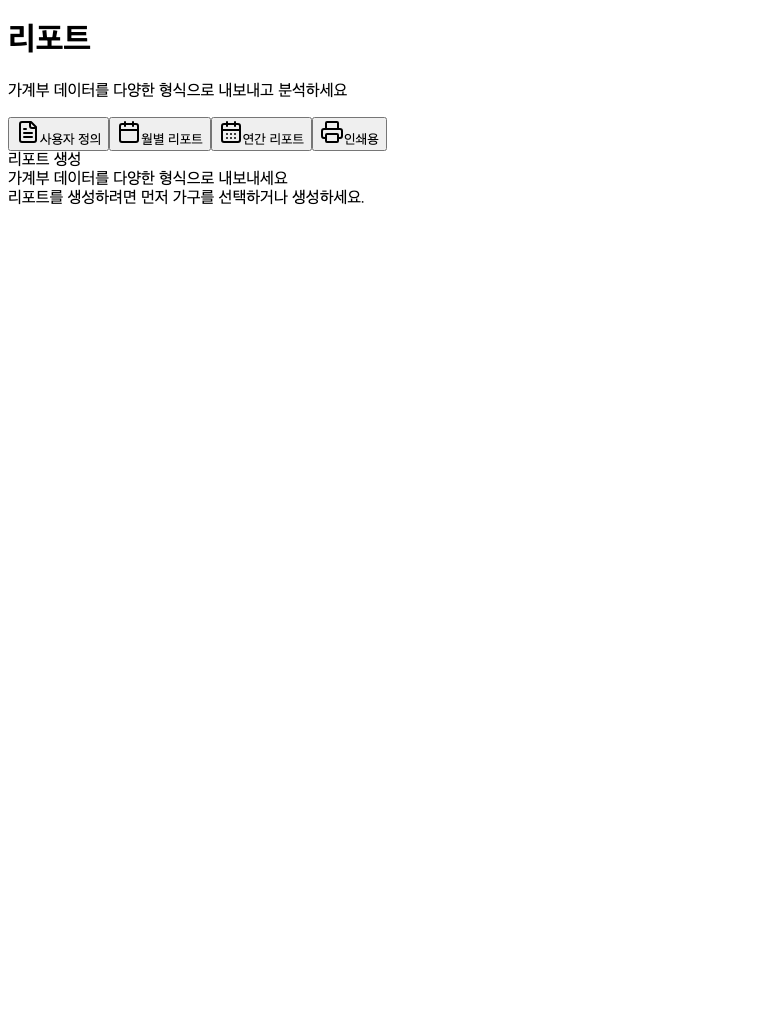 리포트
가계부 데이터를 다양한 형식으로 내보내고 분석하세요
사용자 정의 월별 리포트 연간 리포트 인쇄용
리포트 생성
가계부 데이터를 다양한 형식으로 내보내세요
리포트를 생성하려면 먼저 가구를 선택하거나 생성하세요.